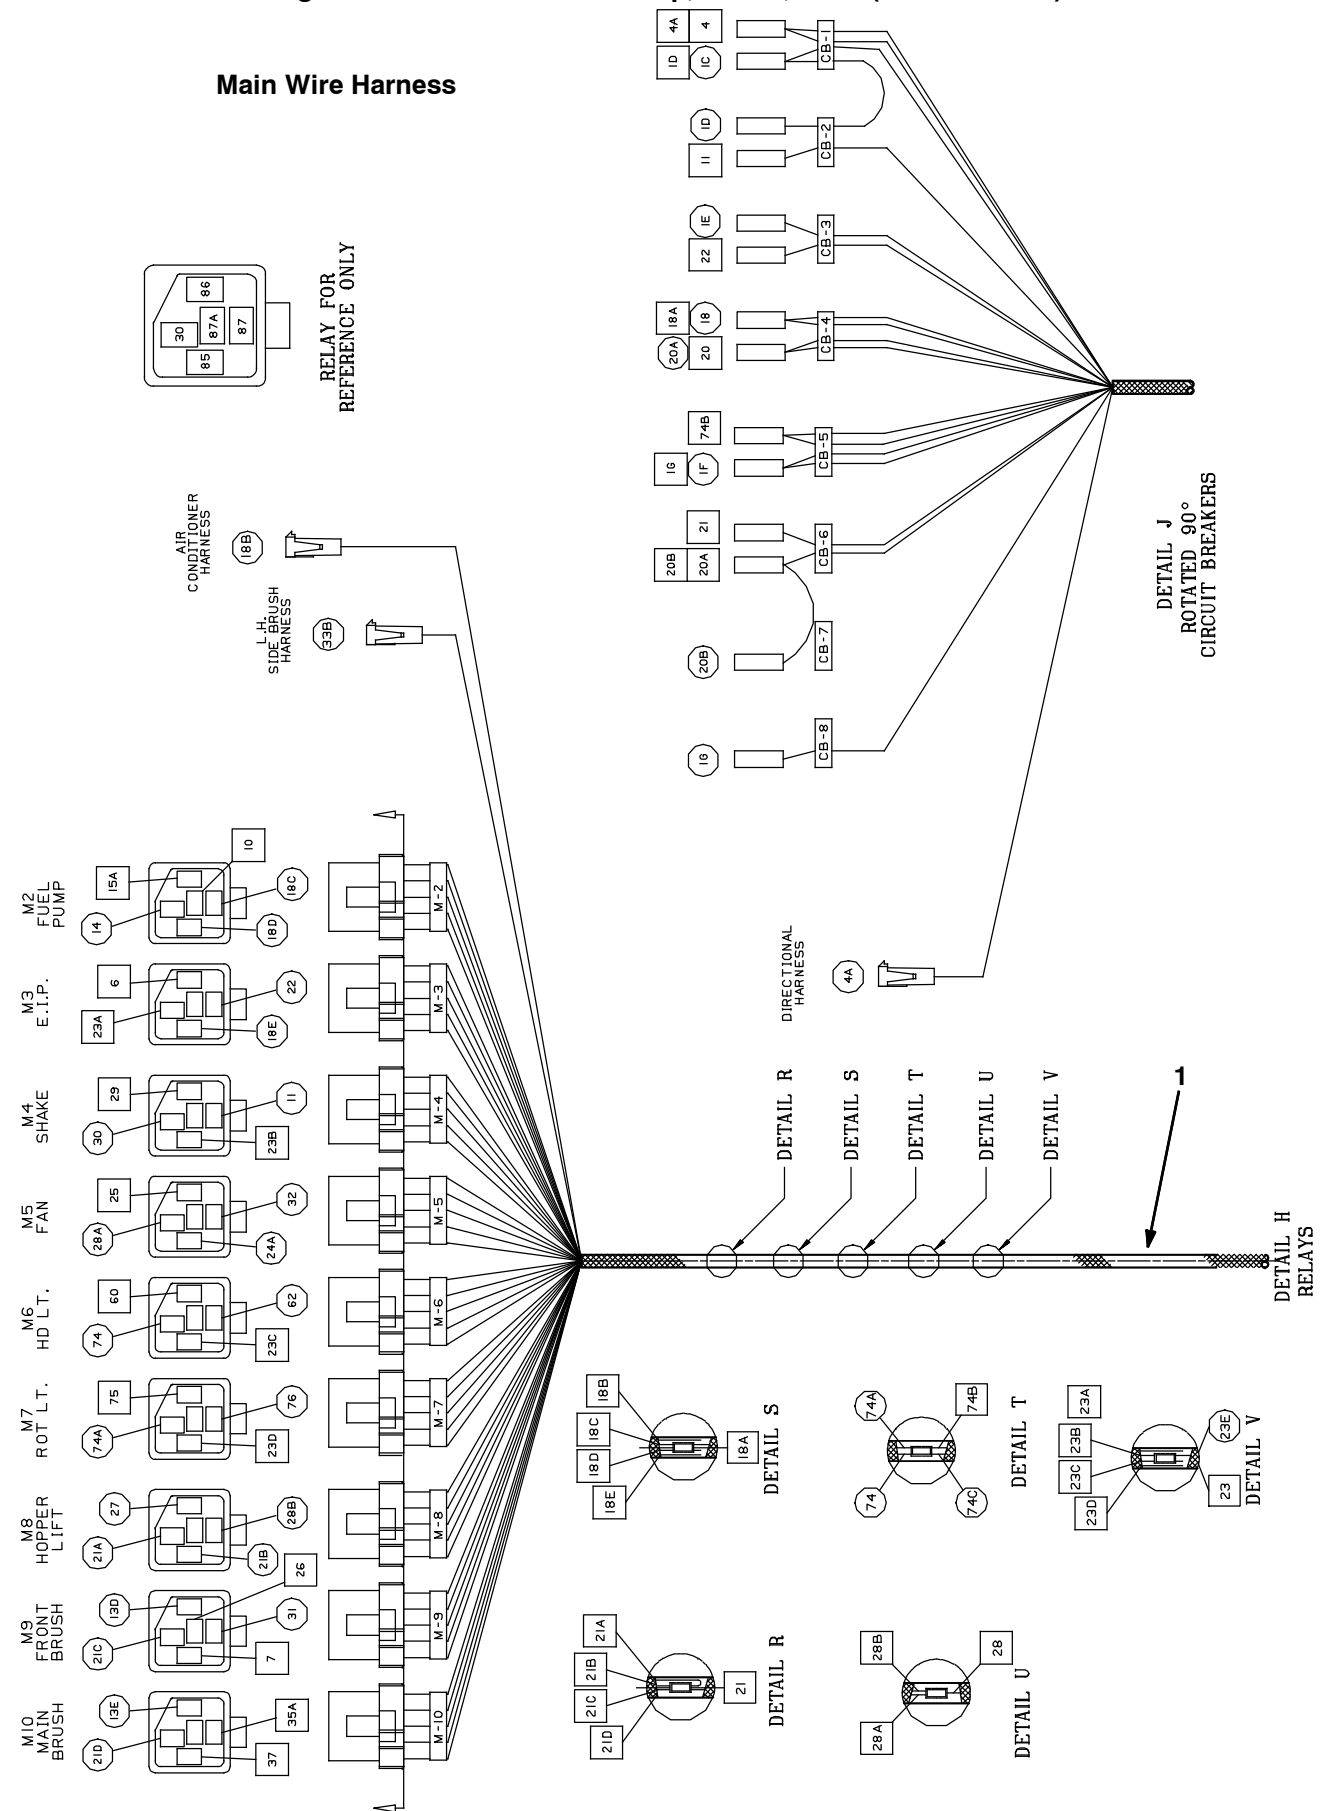 Main Wire Harness
4A
4
1D
1C
CB-1
1D
11
CB-2
1E
22
CB-3
18A
18
20A
20
CB-4
74B
1G
1F
CB-5
21
20B
20A
CB-6
20B
CB-7
1G
CB-8
DETAIL J
ROTATED 90°
CIRCUIT BREAKERS
86
30
87A
87
85
RELAY FOR
REFERENCE ONLY
AIR
CONDITIONER
HARNESS
18B
L.H.
SIDE BRUSH
HARNESS
33B
DIRECTIONAL
HARNESS
4A
M2
FUEL
PUMP
14
15A
10
18C
18D
M-2
M3
E.I.P.
23A
6
22
18E
M-3
M4
SHAKE
30
29
11
23B
M-4
M5
FAN
28A
25
32
24A
M-5
M6
HD LT.
74
60
62
23C
M-6
M7
ROT LT.
74A
75
76
23D
M-7
M8
HOPPER
LIFT
21A
27
28B
21B
M-8
M9
FRONT
BRUSH
21C
13D
26
31
7
M-9
M10
MAIN
BRUSH
21D
13E
35A
37
M-10
DETAIL R
DETAIL S
DETAIL T
DETAIL U
DETAIL V
1
DETAIL H
RELAYS
18B
18C
18D
18E
18A
DETAIL S
74A
74B
74
74C
DETAIL T
23A
23B
23C
23D
23E
23
DETAIL V
21A
21B
21C
21D
21
DETAIL R
28B
28A
28
DETAIL U